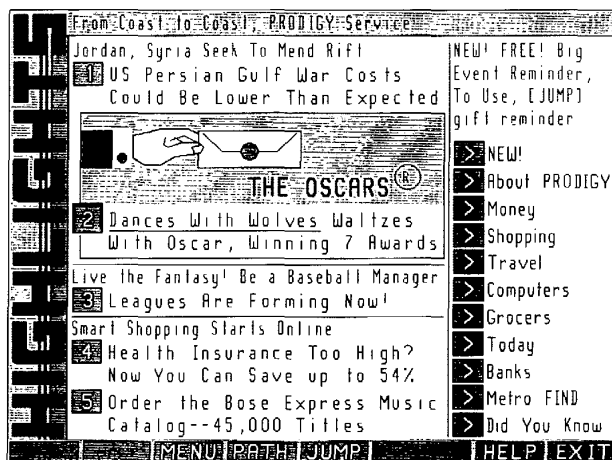 HIGHLIGHTS
From Coast to Coast, PRODIGY Service
Jordan, Syria Seek To Mend Rift
1 US Persian Gulf War Costs
Could Be Lower Than Expected
THE OSCARS®
2 Dances With Wolves Waltzes
With Oscar, Winning 7 Awards
Live the Fantasy! Be a Baseball Manager
3 Leagues Are Forming Now!
Smart Shopping Starts Online
4 Health Insurance Too High?
Now You Can Save up to 54%
5 Order the Bose Express Music
Catalog--45,000 Titles
NEW! FREE! Big
Event Reminder,
To Use, [JUMP]
gift reminder
> NEW!
> About PRODIGY
> Money
> Shopping
> Travel
> Computers
> Grocers
> Today
> Banks
> Metro FIND
> Did You Know
MENU PATH JUMP HELP EXIT